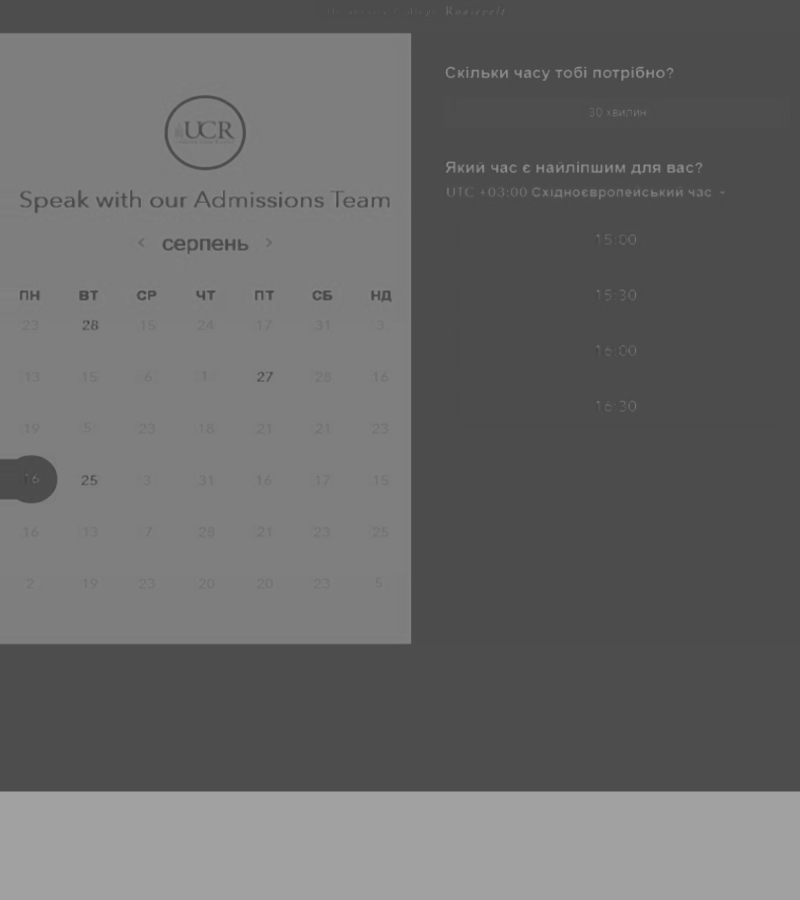 Roosevelt
UCR
Speak with our Admissions Team
‹ серпень ›
ПН ВТ СР ЧТ ПТ СБ НД
23 28 15 24 17 31 3
13 15 6 1 27 28 16
19 5 23 18 21 21 23
16 25 3 31 16 17 15
16 13 7 28 21 23 25
2 19 23 20 20 23 5
Скільки часу тобі потрібно?
30 хвилин
Який час є найліпшим для вас?
UTC +03:00 Східноєвропейський час
15:00
15:30
16:00
16:30